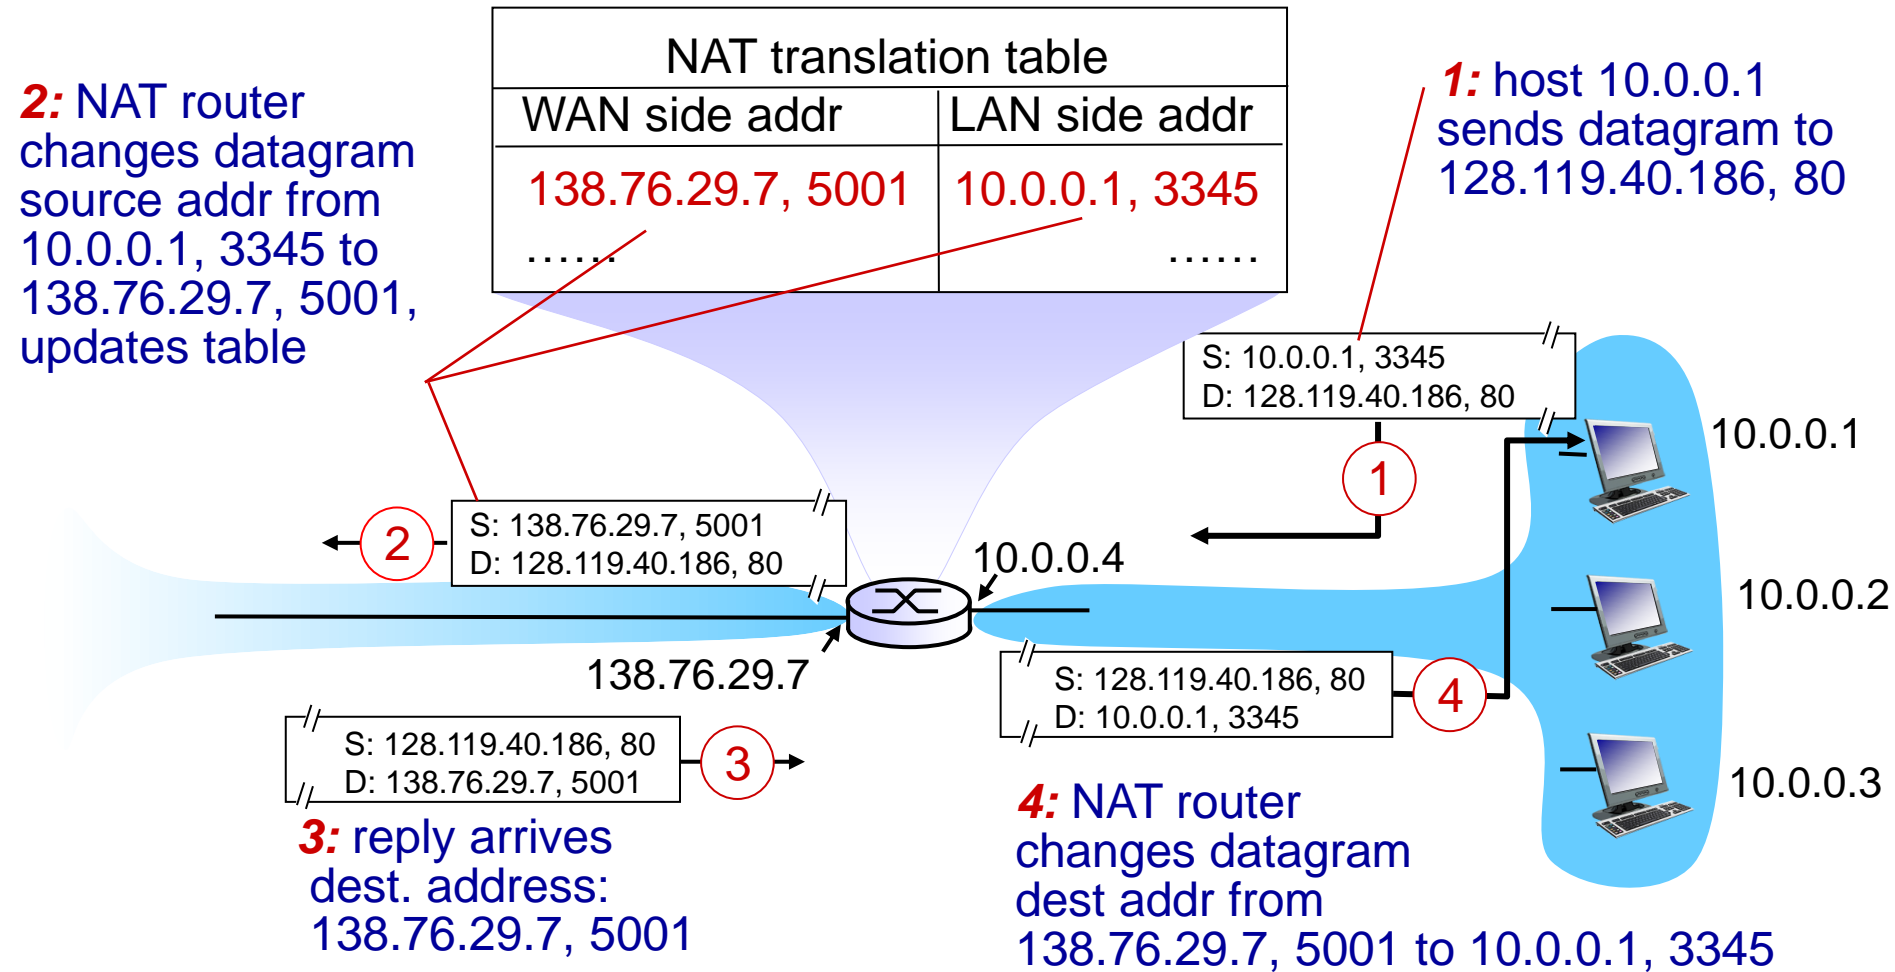 NAT translation table
WAN side addr
LAN side addr
138.76.29.7, 5001
10.0.0.1, 3345
......
......
2: NAT router
changes datagram
source addr from
10.0.0.1, 3345 to
138.76.29.7, 5001,
updates table
1: host 10.0.0.1
sends datagram to
128.119.40.186, 80
S: 10.0.0.1, 3345
D: 128.119.40.186, 80
1
10.0.0.1
2
S: 138.76.29.7, 5001
D: 128.119.40.186, 80
10.0.0.4
10.0.0.2
138.76.29.7
S: 128.119.40.186, 80
D: 10.0.0.1, 3345
4
S: 128.119.40.186, 80
D: 138.76.29.7, 5001
3
10.0.0.3
3: reply arrives
dest. address:
138.76.29.7, 5001
4: NAT router
changes datagram
dest addr from
138.76.29.7, 5001 to 10.0.0.1, 3345